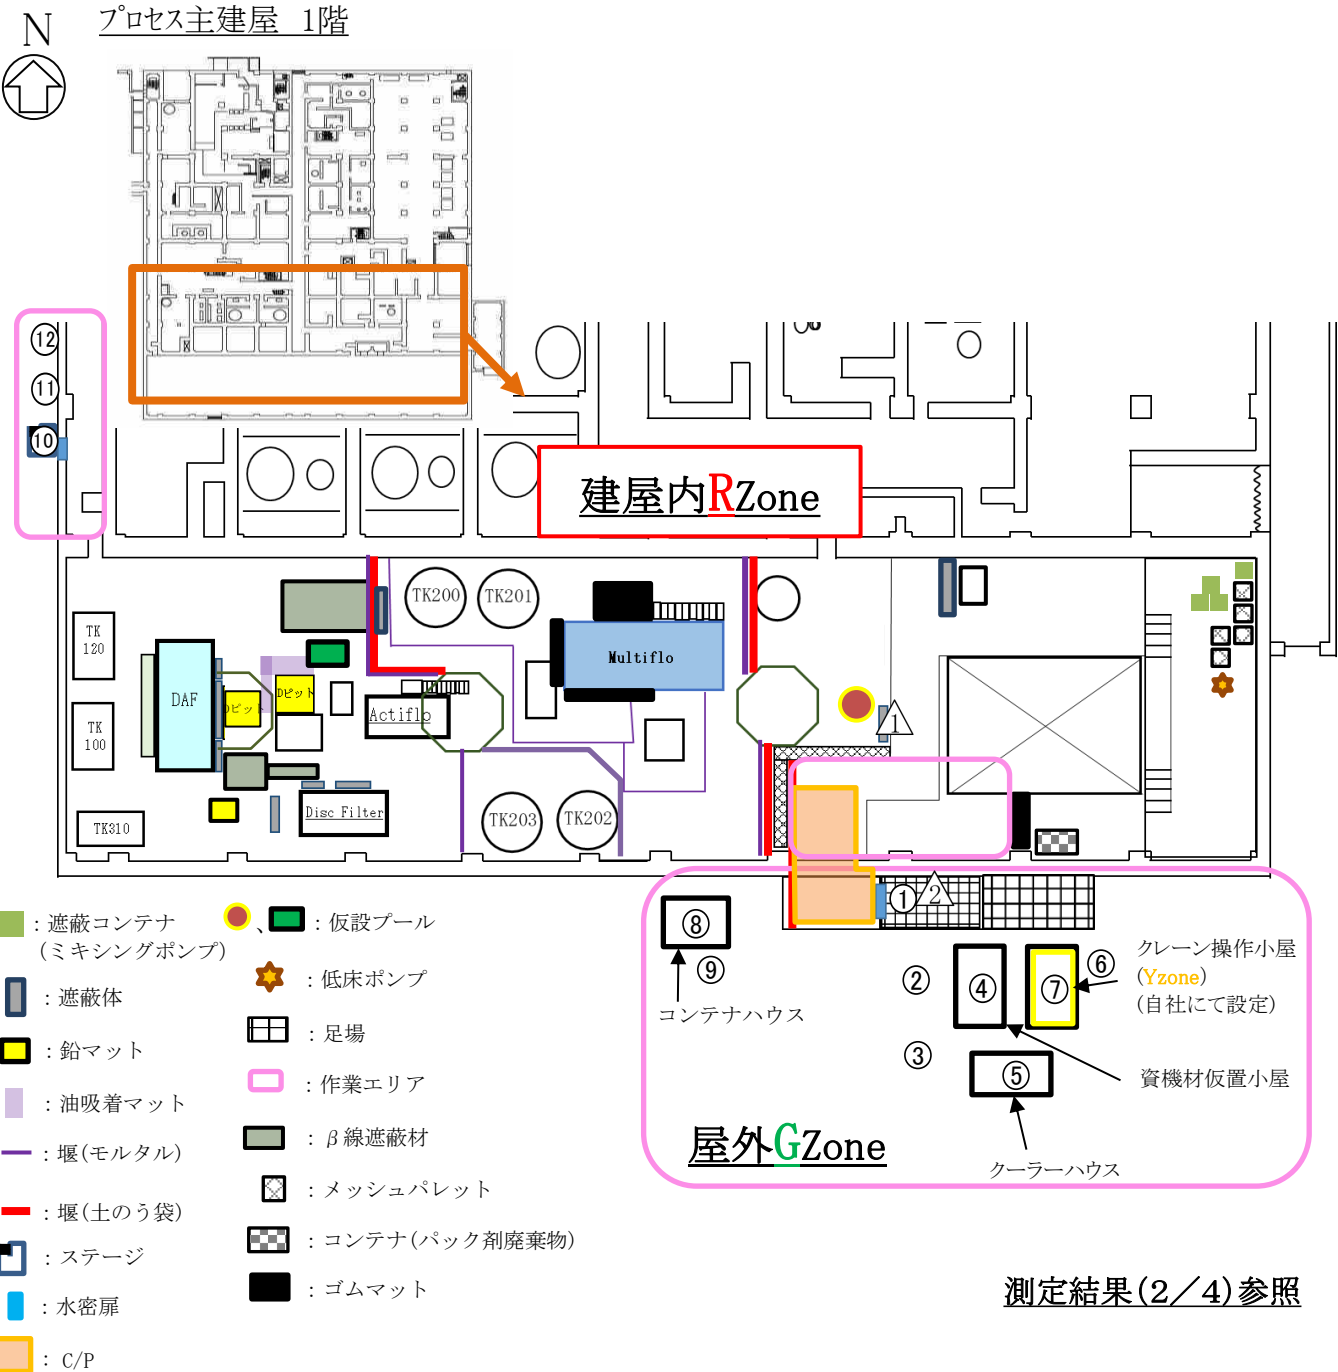 N
プロセス主建屋 1階
⑫
⑪
⑩
建屋内RZone
TK
120
TK
100
TK310
DAF
Dピット
Dピット
TK200
TK201
Actiflo
Disc Filter
Multiflo
TK203
TK202
1
2
①
⑧
⑨
コンテナハウス
②
③
④
⑦
⑥
⑤
クレーン操作小屋
(Yzone)
(自社にて設定)
資機材仮置小屋
クーラーハウス
屋外GZone
：遮蔽コンテナ
(ミキシングポンプ)
、
：仮設プール
：遮蔽体
：低床ポンプ
：鉛マット
：足場
：油吸着マット
：作業エリア
：堰(モルタル)
：β線遮蔽材
：堰(土のう袋)
：メッシュパレット
：ステージ
：コンテナ(パック剤廃棄物)
：水密扉
：ゴムマット
：C/P
測定結果(2／4)参照